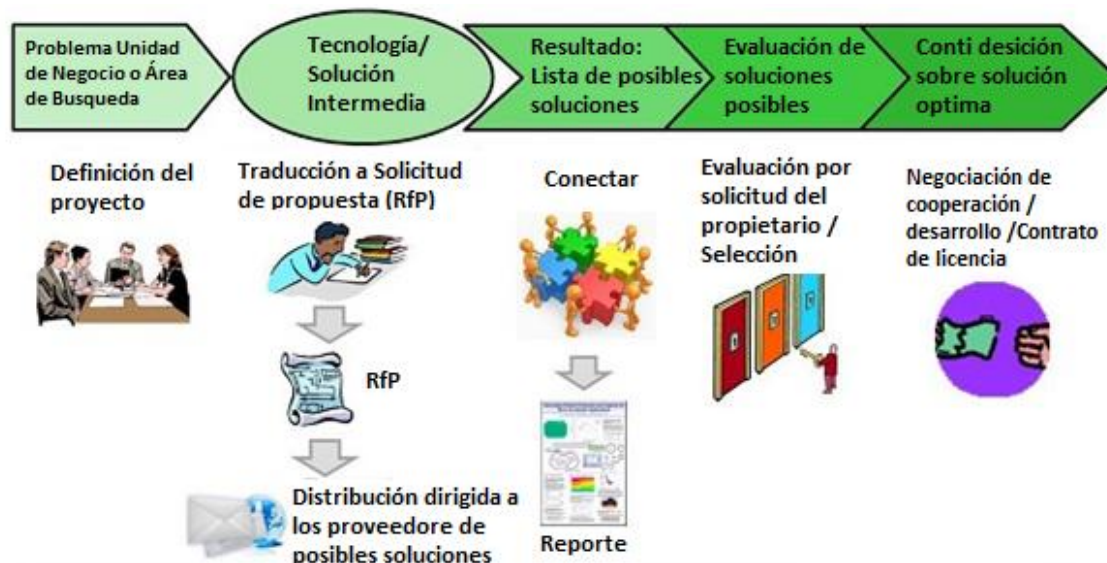 Problema Unidad
de Negocio o Área
de Busqueda
Tecnología/
Solución
Intermedia
Resultado:
Lista de posibles
soluciones
Evaluación de
soluciones
posibles
Conti desición
sobre solución
optima
Definición del
proyecto
Traducción a Solicitud
de propuesta (RfP)
RfP
Distribución dirigida a
los proveedore de
posibles soluciones
Conectar
Reporte
Evaluación por
solicitud del
propietario /
Selección
Negociación de
cooperación /
desarrollo /Contrato
de licencia